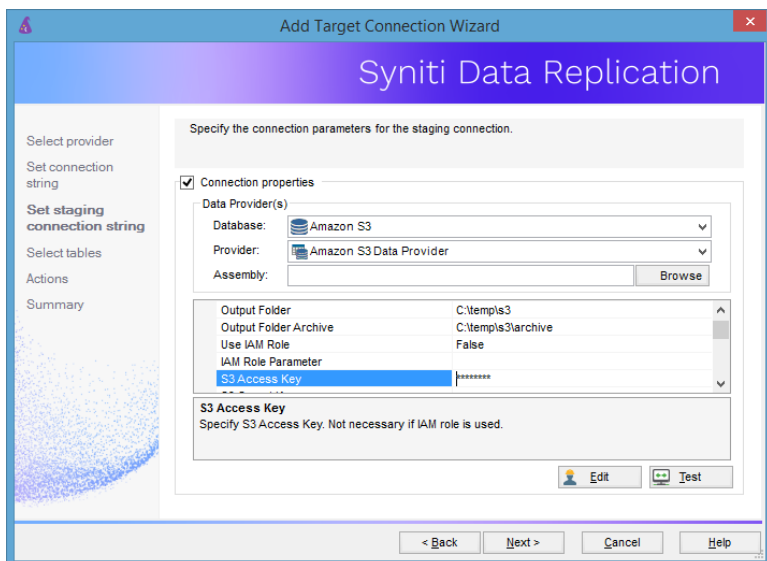 Add Target Connection Wizard
Syniti Data Replication
Select provider
Set connection
string
Set staging
connection string
Select tables
Actions
Summary
Specify the connection parameters for the staging connection.
Connection properties
Data Provider(s)
Database: Amazon S3
Provider: Amazon S3 Data Provider
Assembly: Browse
Output Folder C:\temp\s3
Output Folder Archive C:\temp\s3\archive
Use IAM Role False
IAM Role Parameter
S3 Access Key ********
S3 Access Key
Specify S3 Access Key. Not necessary if IAM role is used.
Edit Test
< Back Next > Cancel Help